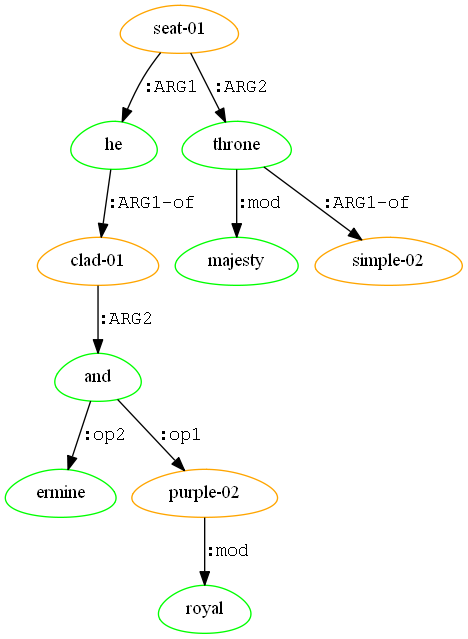 seat-01
:ARG1 :ARG2
he throne
:ARG1-of :mod :ARG1-of
clad-01 majesty simple-02
:ARG2
and
:op2 :op1
ermine purple-02
:mod
royal